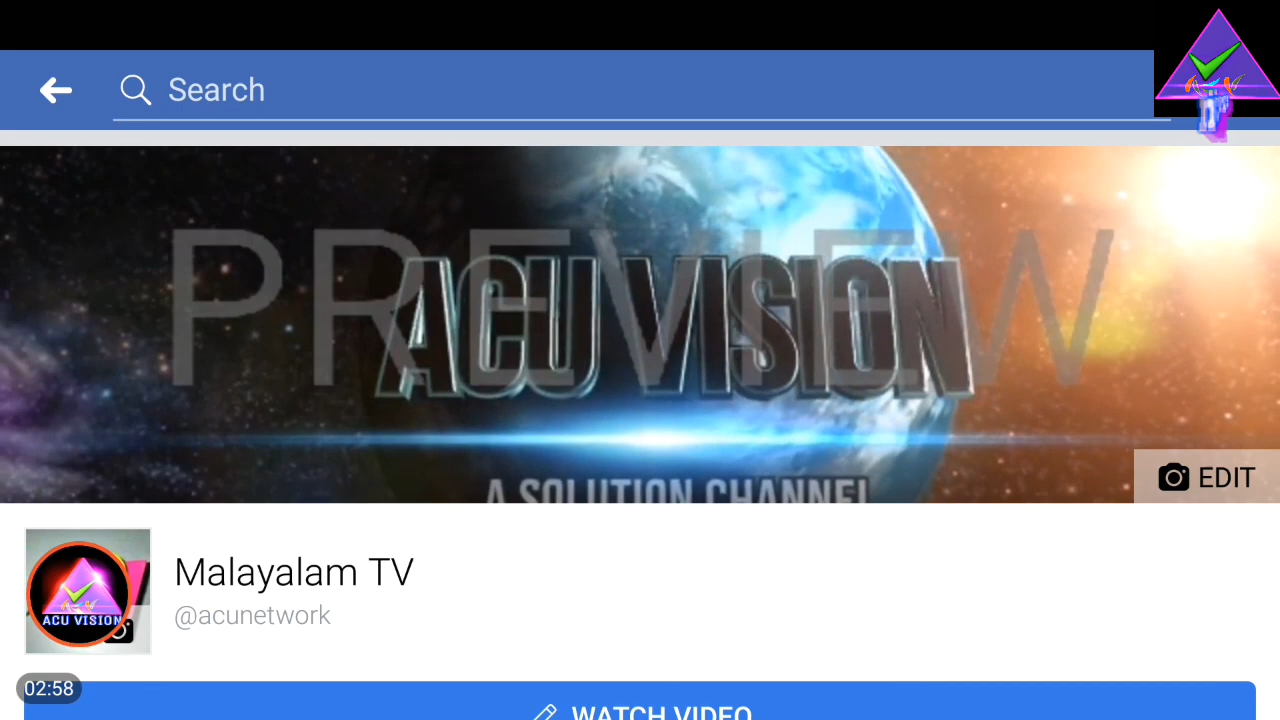 Search
PREVIEW
ACU VISION
A SOLUTION CHANNEL
EDIT
Malayalam TV
@acunetwork
ACU VISION
02:58
WATCH VIDEO